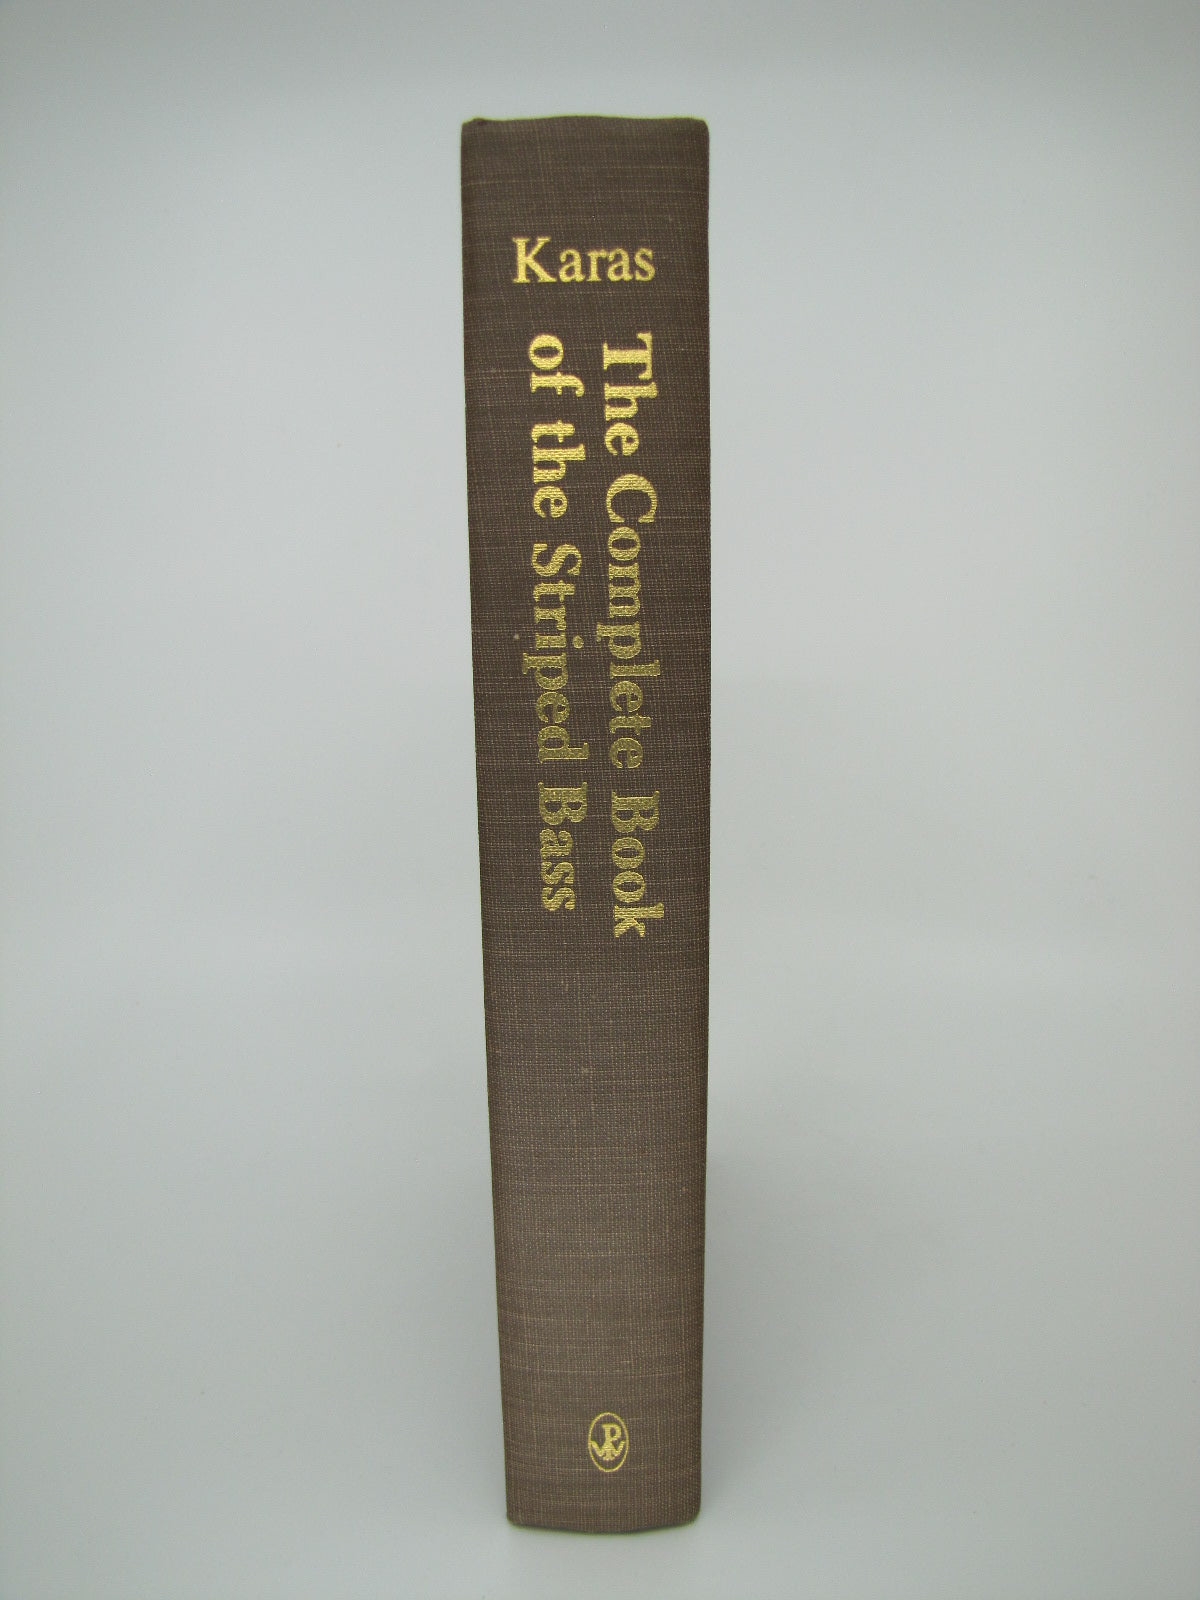 Karas
The Complete Book
of the Striped Bass